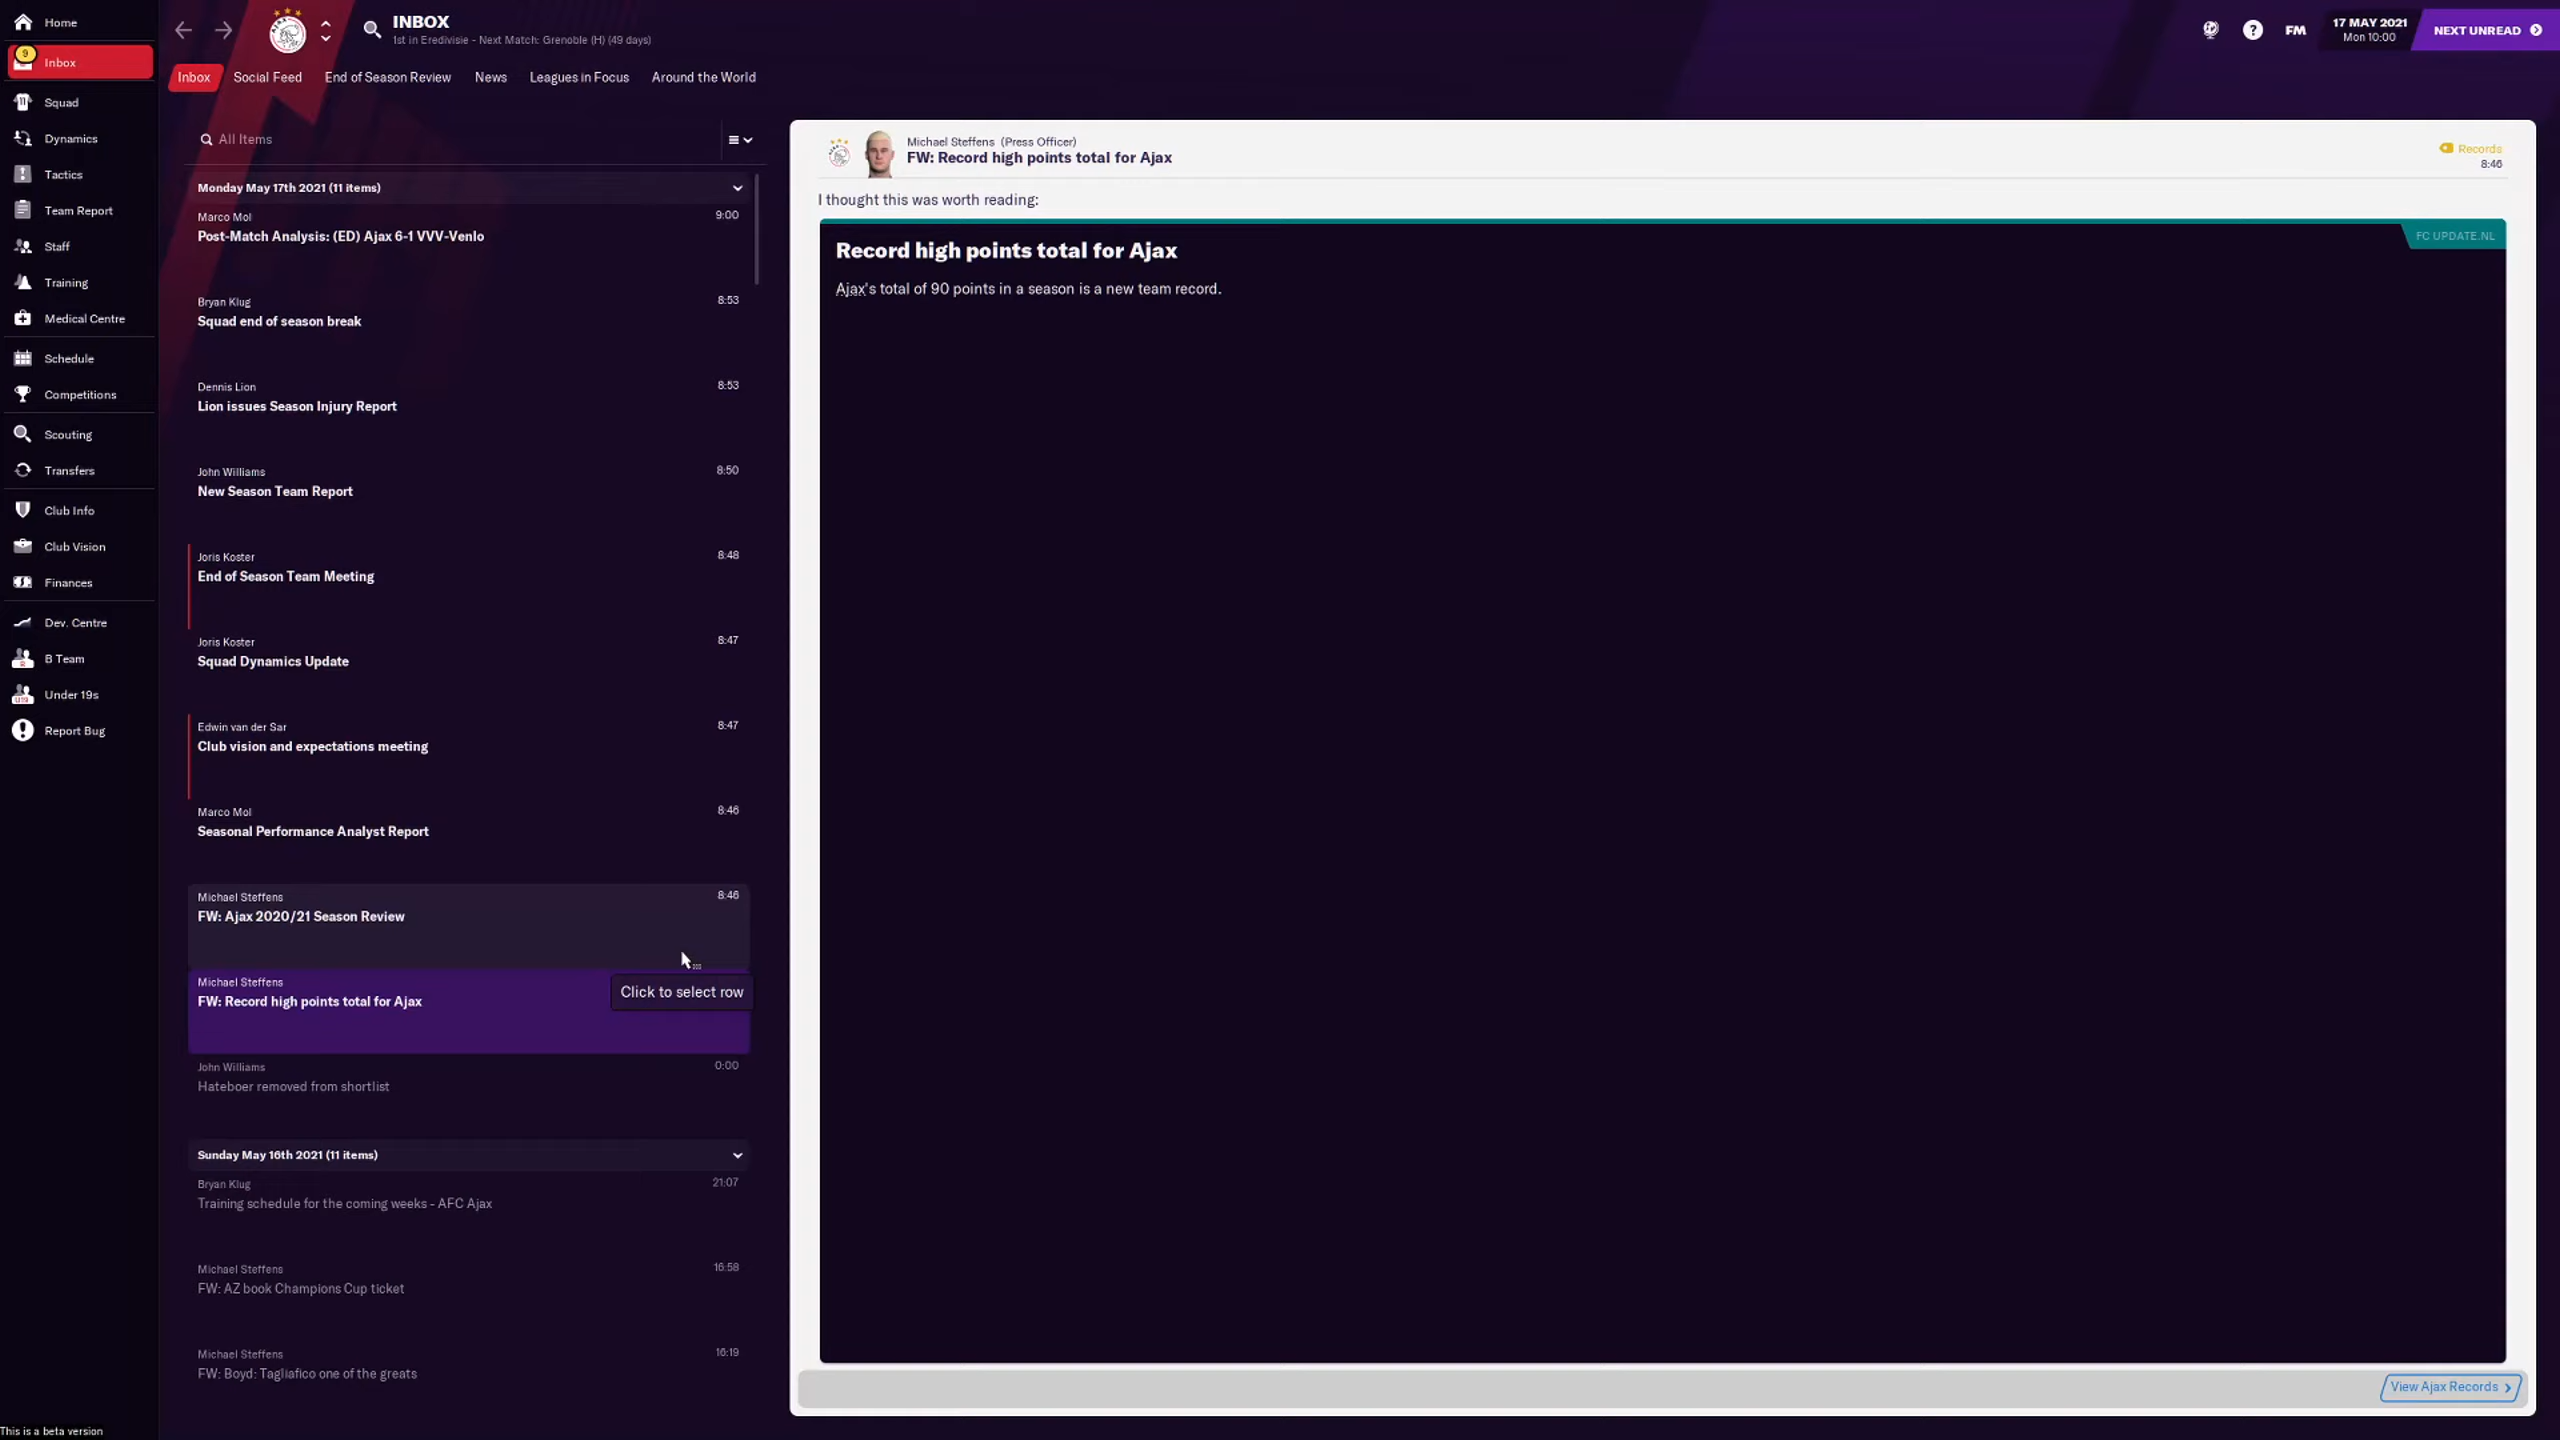 Home
9
Inbox
Squad
Dynamics
Tactics
Team Report
Staff
Training
Medical Centre
Schedule
Competitions
Scouting
Transfers
Club Info
Club Vision
Finances
Dev. Centre
B Team
Under 19s
Report Bug
This is a beta version
INBOX
1st in Eredivisie - Next Match: Grenoble (H) (49 days)
FM
17 MAY 2021
Mon 10:00
NEXT UNREAD
Inbox
Social Feed
End of Season Review
News
Leagues in Focus
Around the World
All Items
Monday May 17th 2021 (11 items)
Marco Mol 9:00
Post-Match Analysis: (ED) Ajax 6-1 VVV-Venlo
Bryan Klug 8:53
Squad end of season break
Dennis Lion 8:53
Lion issues Season Injury Report
John Williams 8:50
New Season Team Report
Joris Koster 8:48
End of Season Team Meeting
Joris Koster 8:47
Squad Dynamics Update
Edwin van der Sar 8:47
Club vision and expectations meeting
Marco Mol 8:46
Seasonal Performance Analyst Report
Michael Steffens 8:46
FW: Ajax 2020/21 Season Review
Michael Steffens
FW: Record high points total for Ajax
Click to select row
John Williams 0:00
Hateboer removed from shortlist
Sunday May 16th 2021 (11 items)
Bryan Klug 21:07
Training schedule for the coming weeks - AFC Ajax
Michael Steffens 16:58
FW: AZ book Champions Cup ticket
Michael Steffens 16:19
FW: Boyd: Tagliafico one of the greats
Michael Steffens (Press Officer)
FW: Record high points total for Ajax
Records
8:46
I thought this was worth reading:
FC UPDATE.NL
Record high points total for Ajax
Ajax's total of 90 points in a season is a new team record.
View Ajax Records